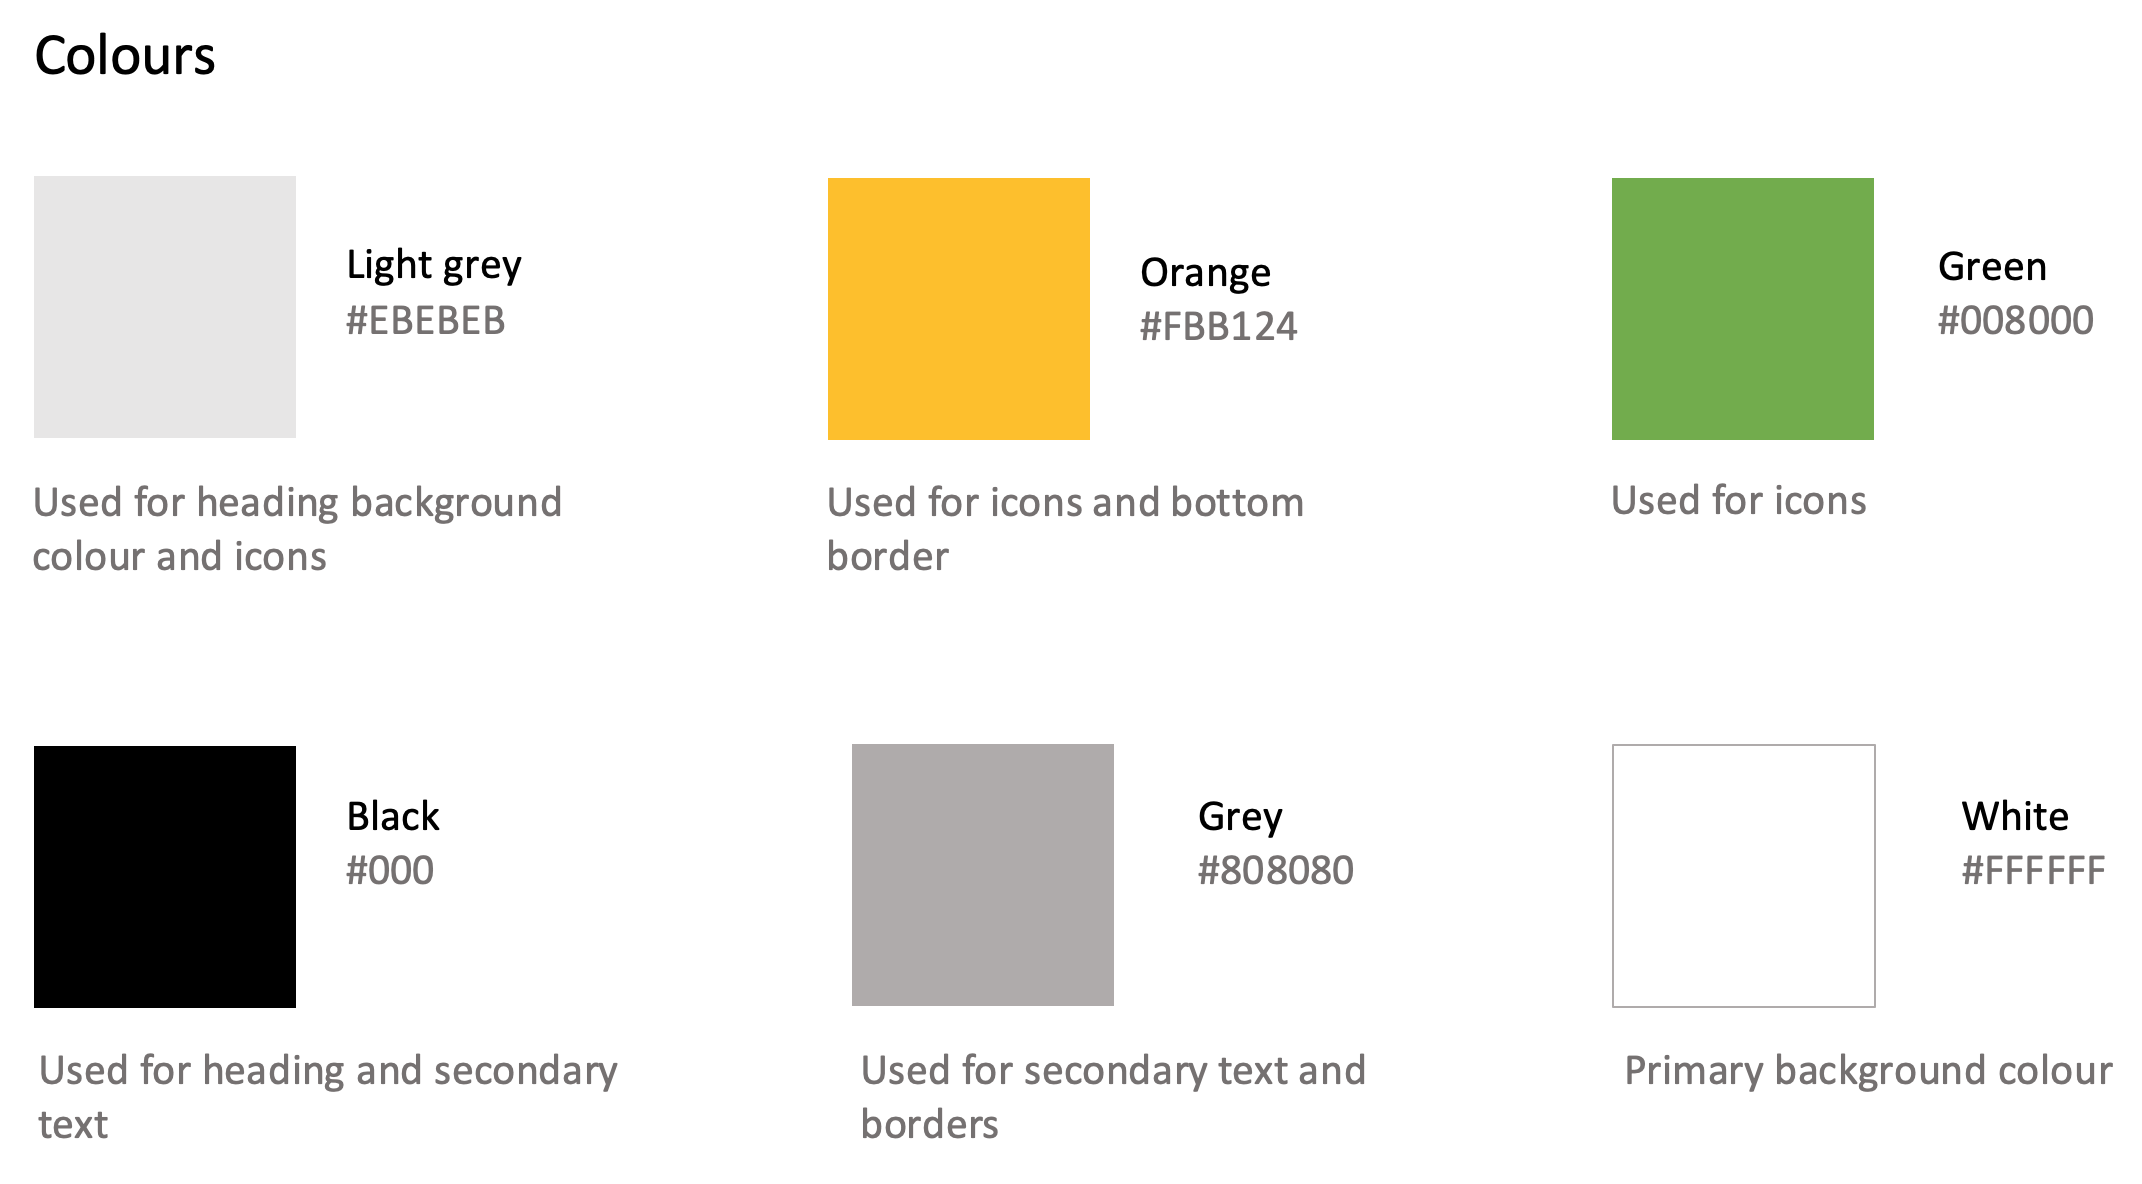 Colours
Light grey
#EBEBEB
Used for heading background
colour and icons
Orange
#FBB124
Used for icons and bottom
border
Green
#008000
Used for icons
Black
#000
Used for heading and secondary
text
Grey
#808080
Used for secondary text and
borders
White
#FFFFFF
Primary background colour